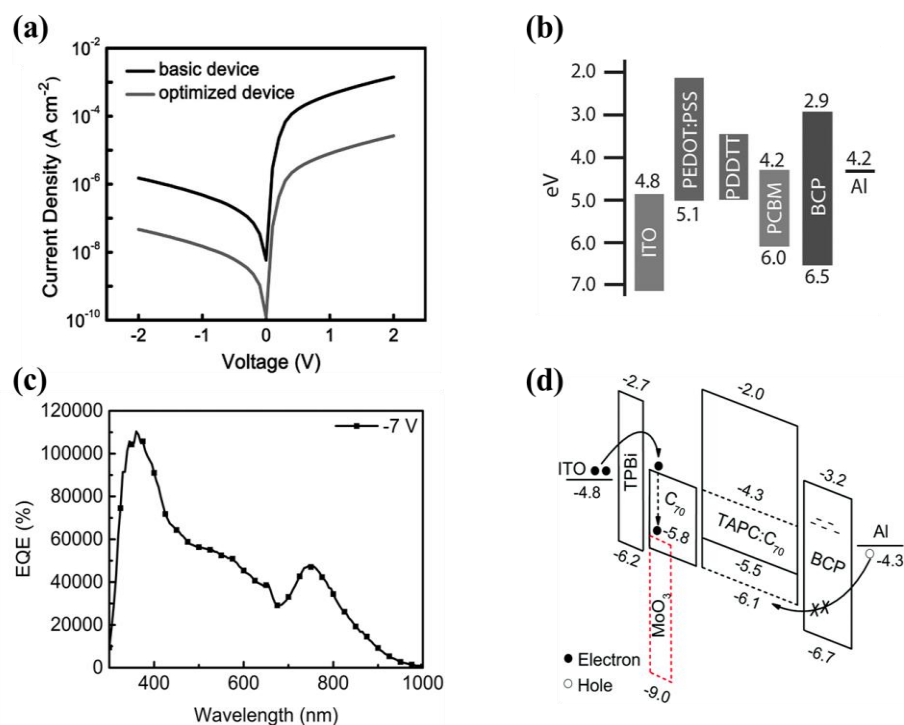 (a)
10^-2
10^-4
10^-6
10^-8
10^-10
Current Density (A cm^-2)
basic device
optimized device
-2
-1
0
1
2
Voltage (V)
(b)
eV
2.0
3.0
4.0
5.0
6.0
7.0
4.8
ITO
PEDOT:PSS
5.1
PDDTT
4.2
PCBM
6.0
2.9
BCP
6.5
4.2
Al
(c)
EQE (%)
120000
100000
80000
60000
40000
20000
0
-7 V
400
600
800
1000
Wavelength (nm)
(d)
ITO
-4.8
-2.7
TPBi
-6.2
C70
-5.8
MoO3
-9.0
-2.0
-4.3
TAPC:C70
-5.5
-6.1
-3.2
BCP
-6.7
Al
-4.3
Electron
Hole